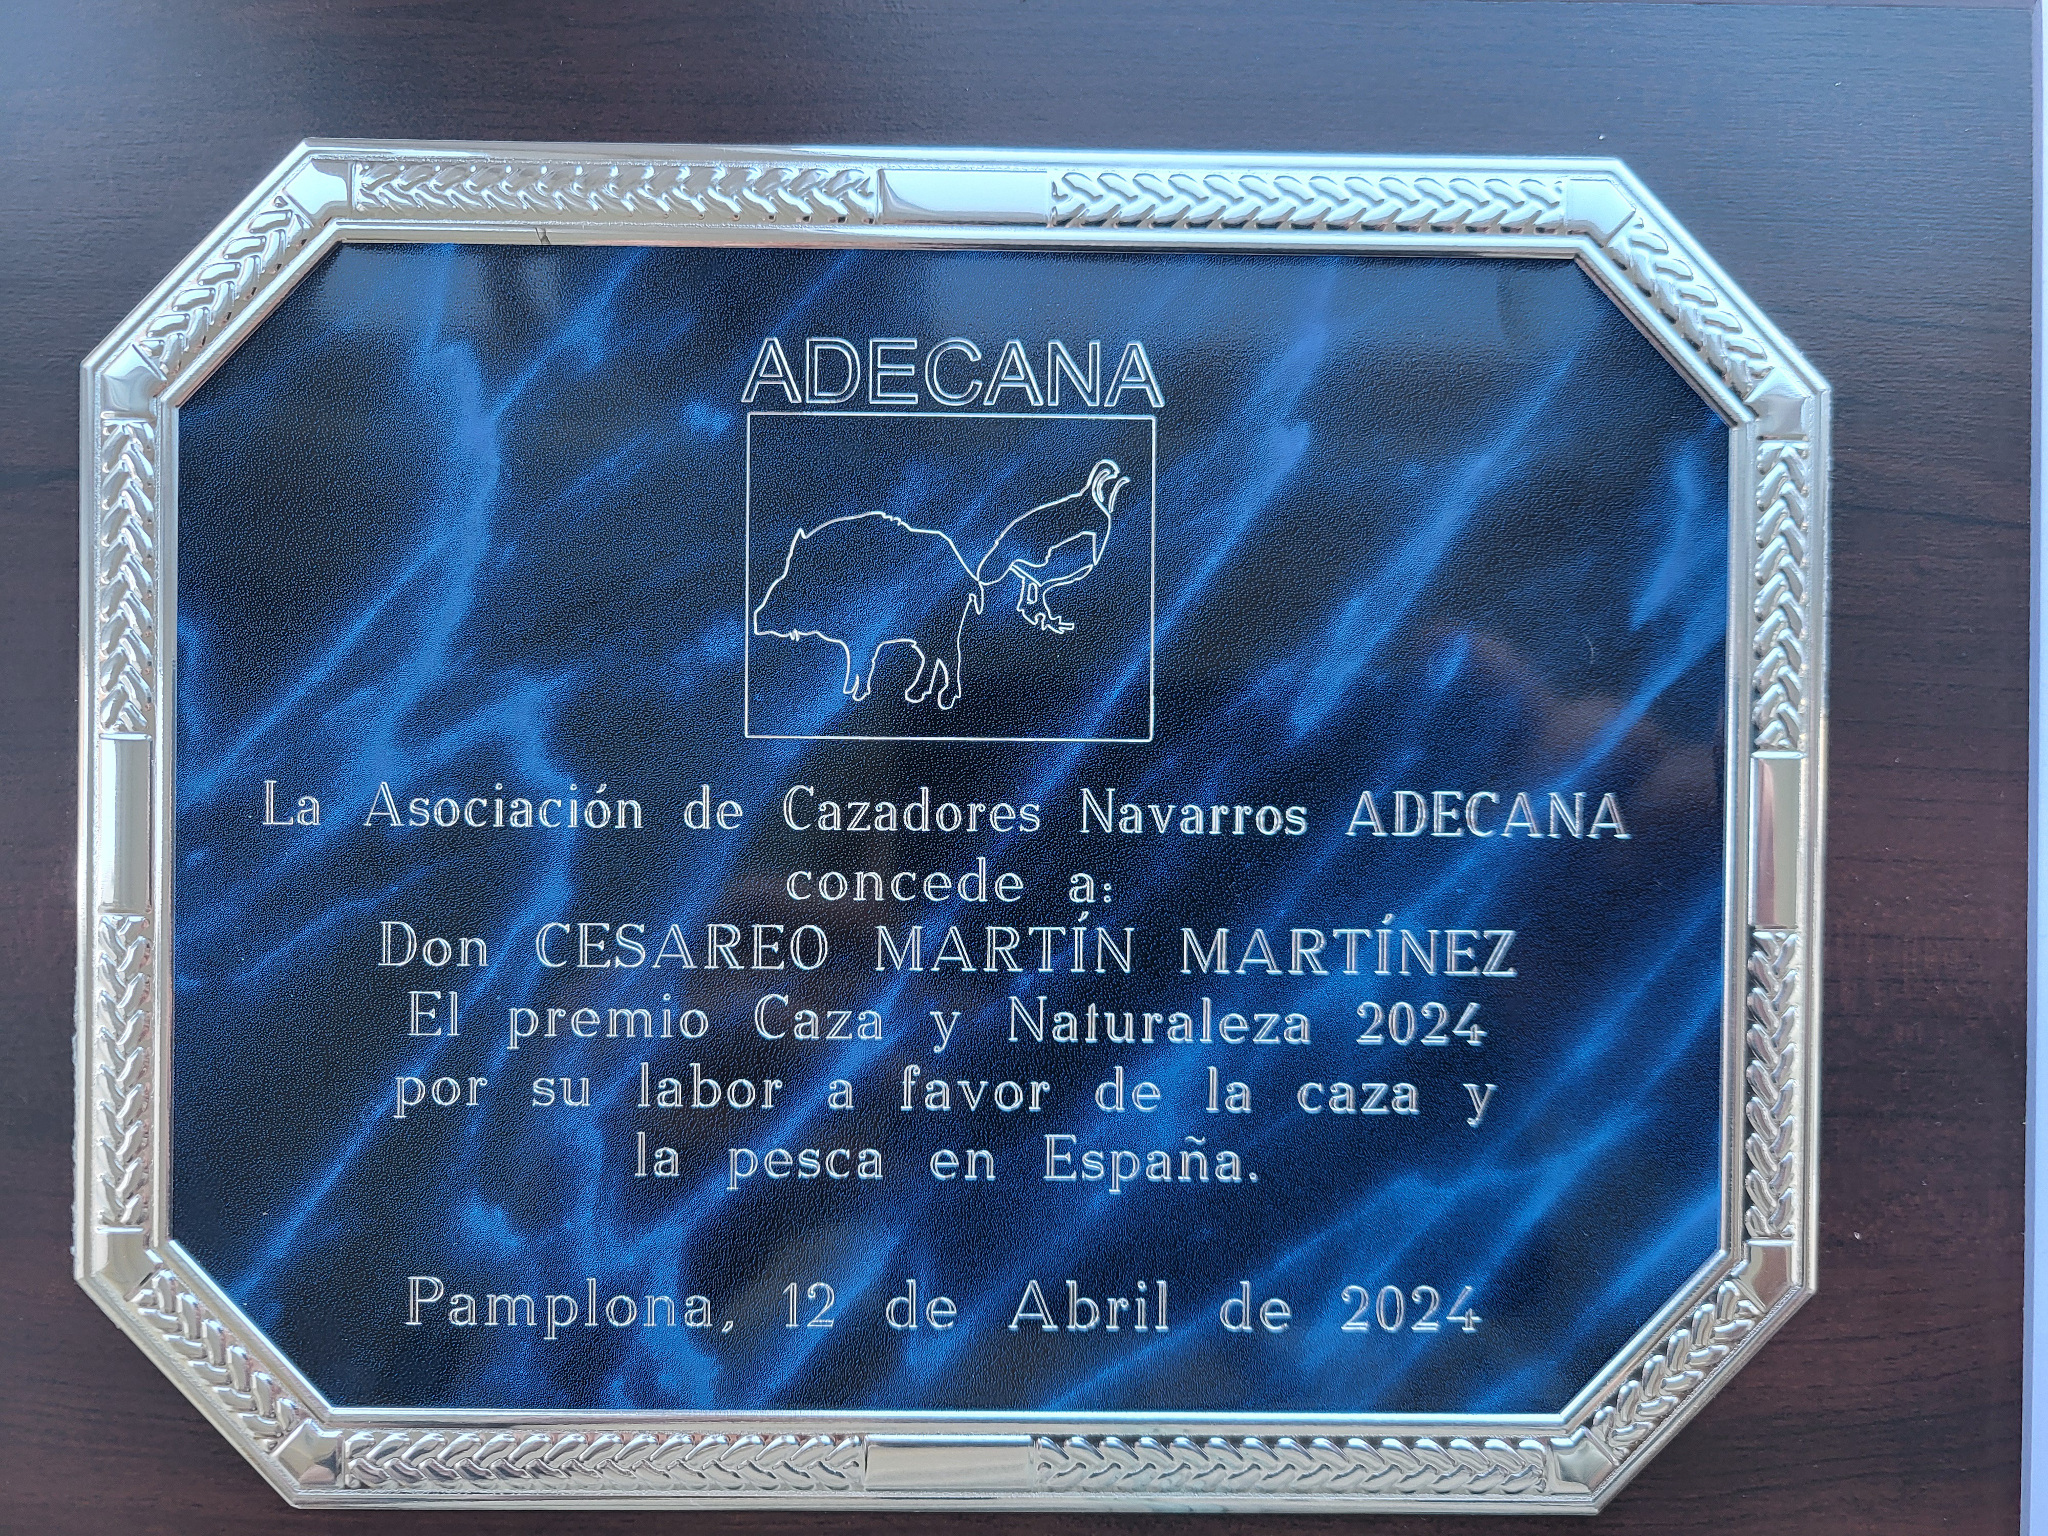 ADECANA
La Asociación de Cazadores Navarros ADECANA
concede a:
Don CESAREO MARTÍN MARTÍNEZ
El premio Caza y Naturaleza 2024
por su labor a favor de la caza y
la pesca en España.
Pamplona, 12 de Abril de 2024